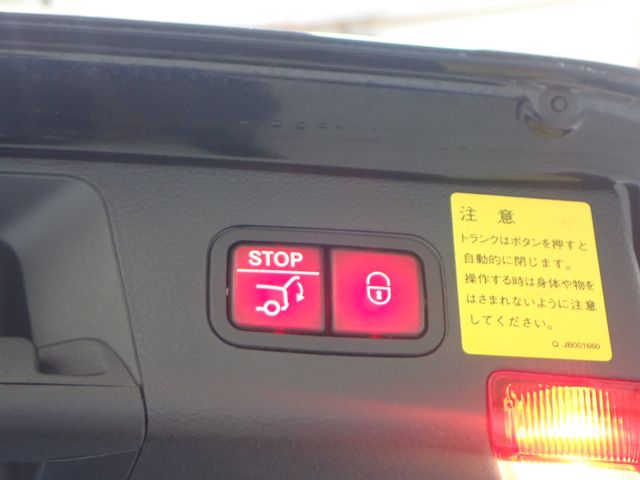 STOP
注意
トランクはボタンを押すと
自動的に閉じます。
操作する時は身体や物を
はさまれないように注意
してください。
Q JB001660